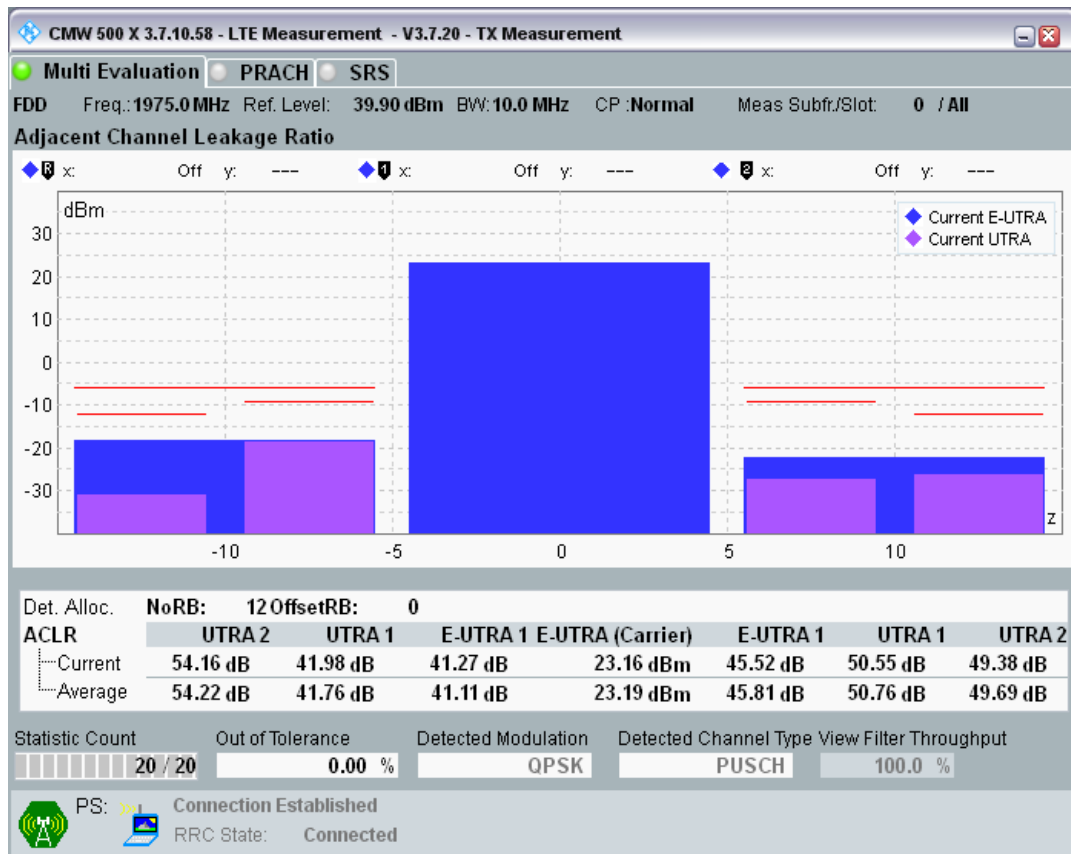 CMW 500 X 3.7.10.58 - LTE Measurement - V3.7.20 - TX Measurement
Multi Evaluation PRACH SRS
FDD Freq.: 1975.0 MHz Ref. Level: 39.90 dBm BW: 10.0 MHz CP :Normal Meas Subfr./Slot: 0 / All
Adjacent Channel Leakage Ratio
R x: Off y: --- 1 x: Off y: --- 2 x: Off y: ---
dBm
Current E-UTRA
Current UTRA
30
20
10
0
-10
-20
-30
z
-10 -5 0 5 10
Det. Alloc. NoRB: 12 OffsetRB: 0
ACLR UTRA 2 UTRA 1 E-UTRA 1 E-UTRA (Carrier) E-UTRA 1 UTRA 1 UTRA 2
Current 54.16 dB 41.98 dB 41.27 dB 23.16 dBm 45.52 dB 50.55 dB 49.38 dB
Average 54.22 dB 41.76 dB 41.11 dB 23.19 dBm 45.81 dB 50.76 dB 49.69 dB
Statistic Count Out of Tolerance Detected Modulation Detected Channel Type View Filter Throughput
20 / 20 0.00 % QPSK PUSCH 100.0 %
PS: Connection Established
RRC State: Connected